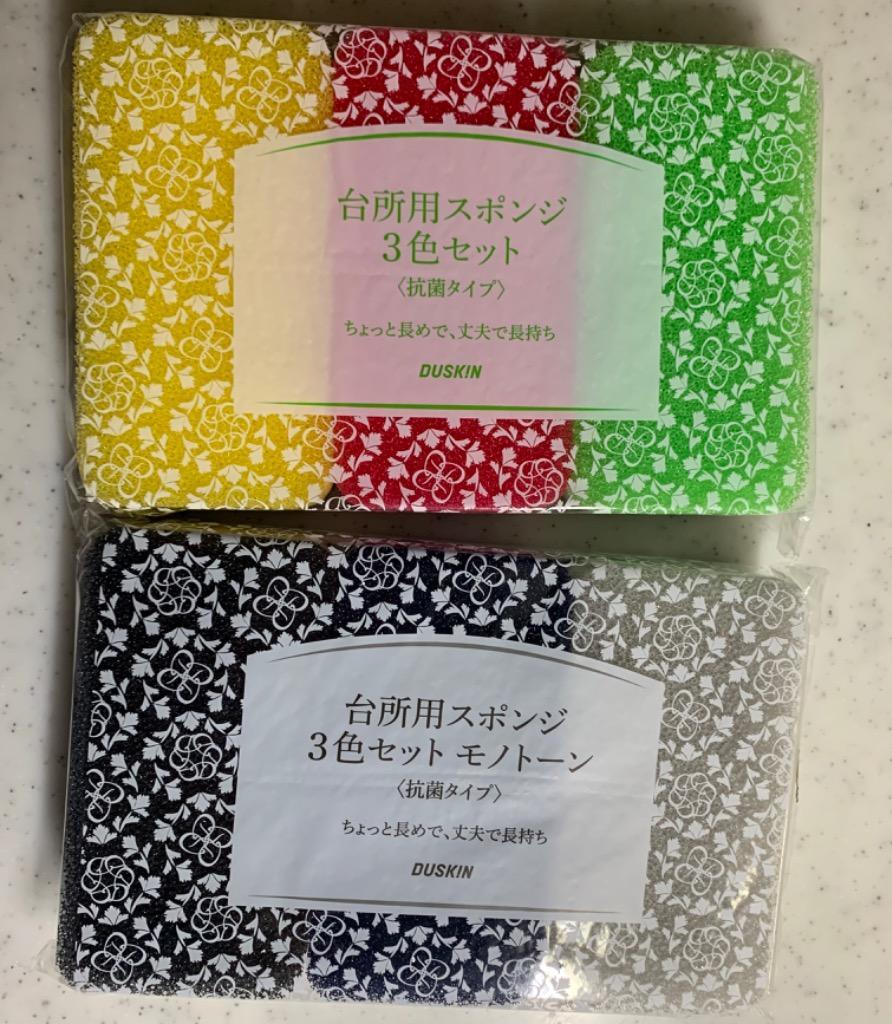 台所用スポンジ
3色セット
〈抗菌タイプ〉
ちょっと長めで、丈夫で長持ち
DUSKIN
台所用スポンジ
3色セット モノトーン
〈抗菌タイプ〉
ちょっと長めで、丈夫で長持ち
DUSKIN